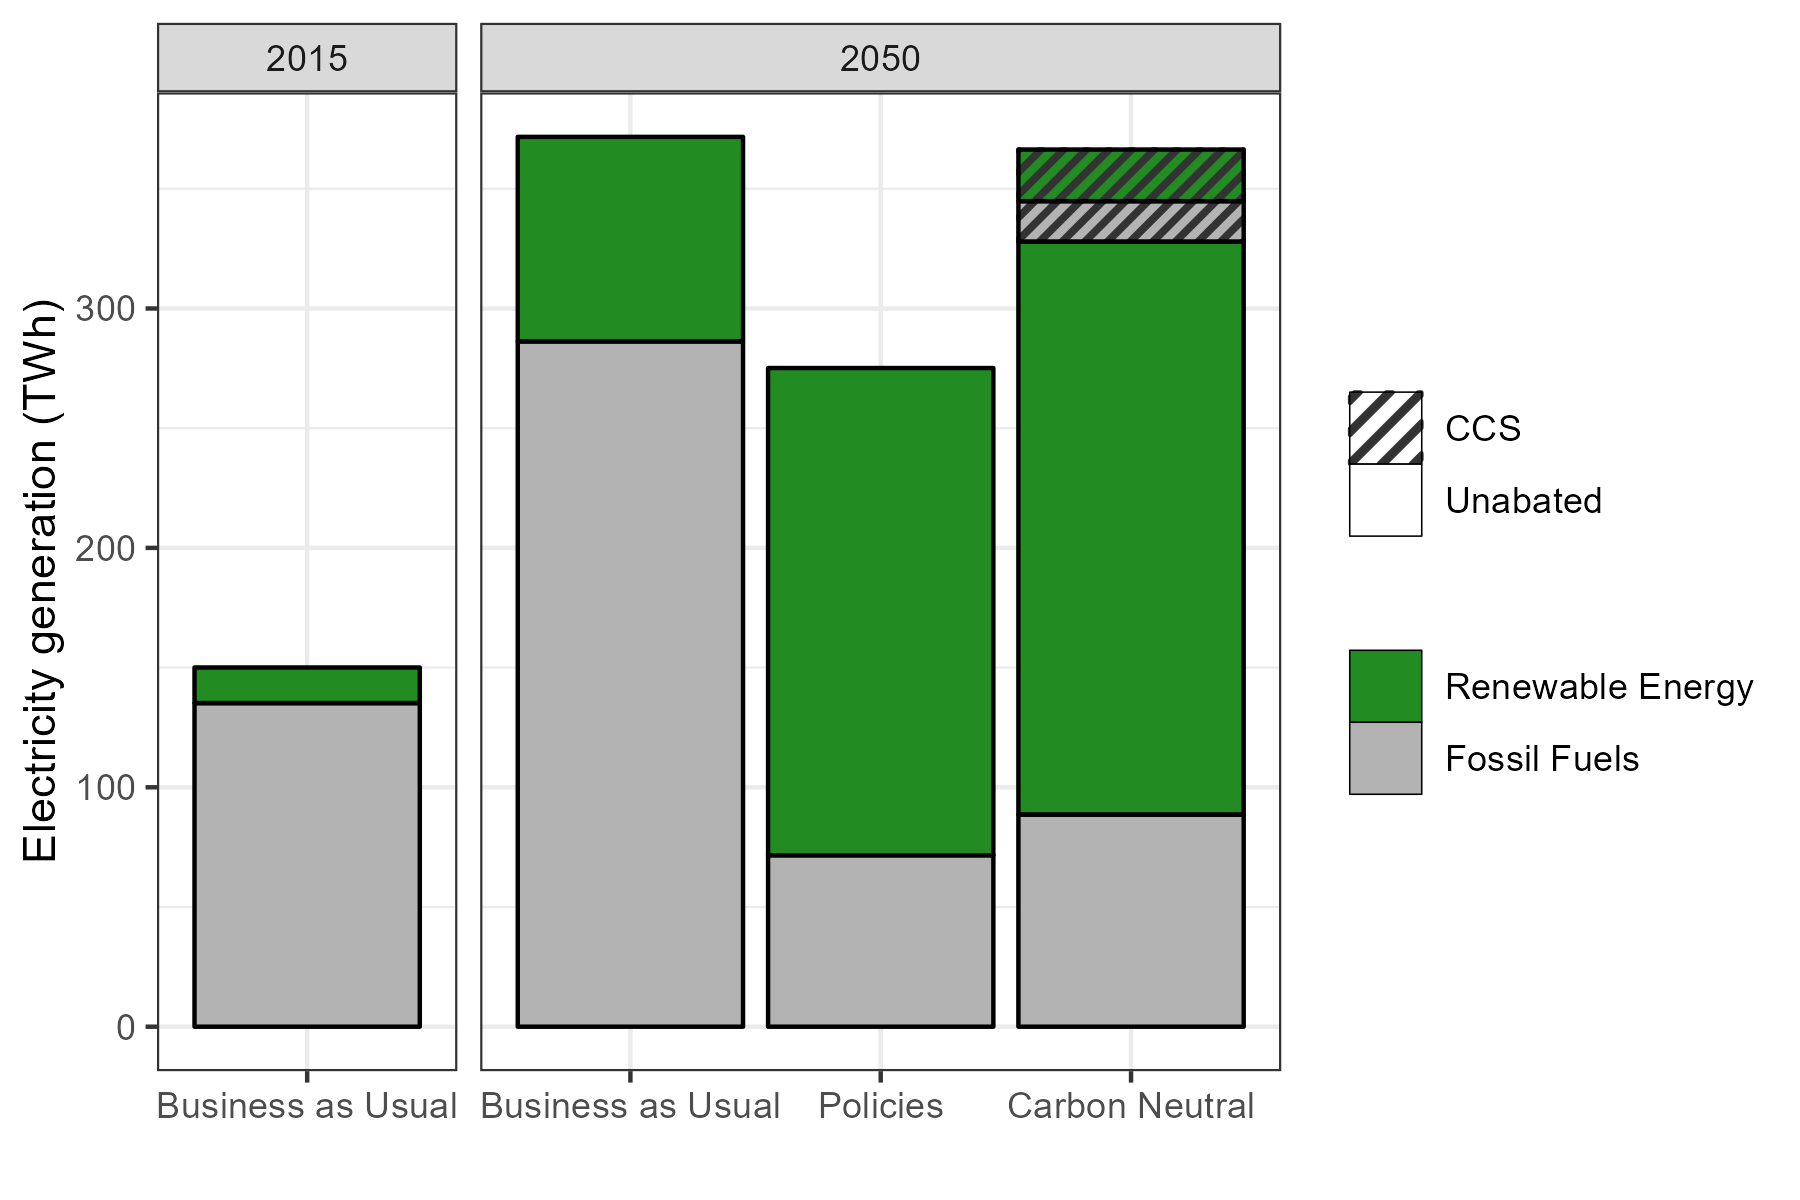 2015
2050
Electricity generation (TWh)
300
200
100
0
Business as Usual
Business as Usual
Policies
Carbon Neutral
CCS
Unabated
Renewable Energy
Fossil Fuels